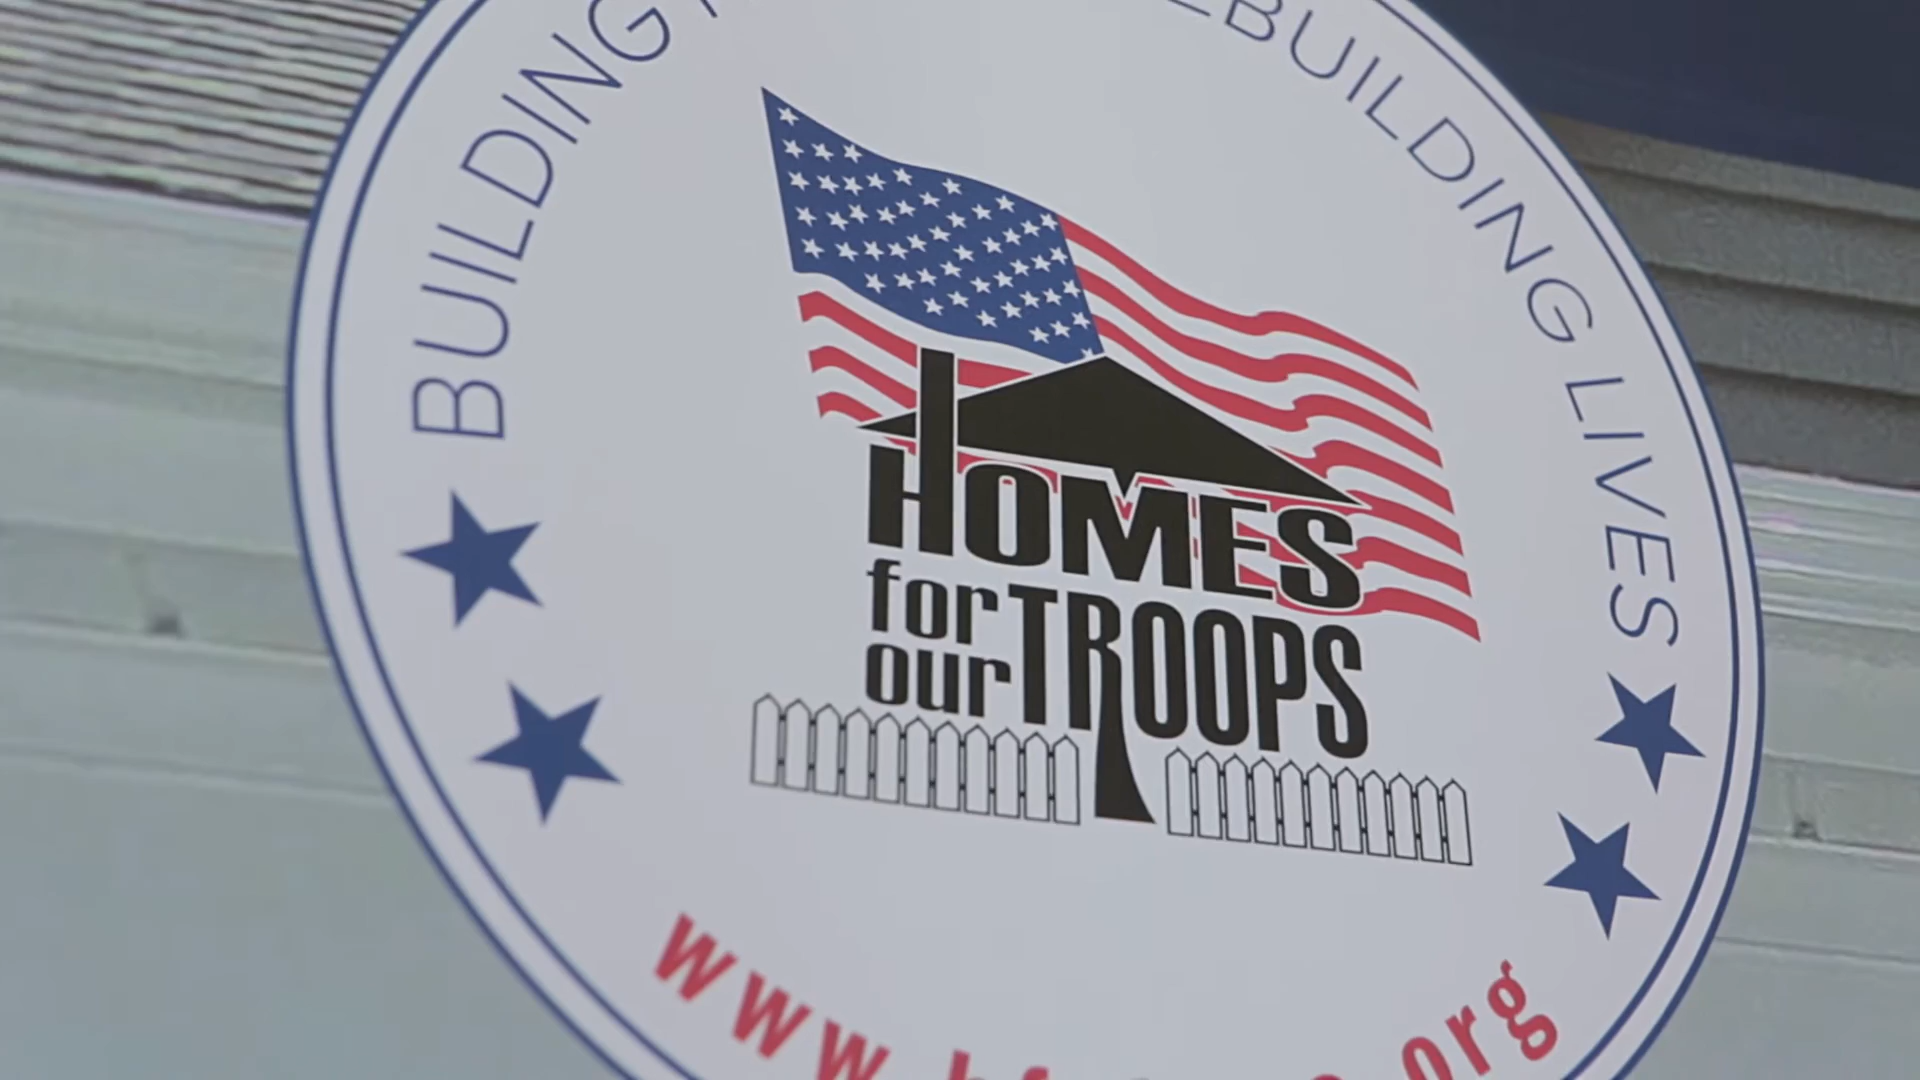 BUILDING
REBUILDING LIVES
HOMES
for
our TROOPS
www.
org